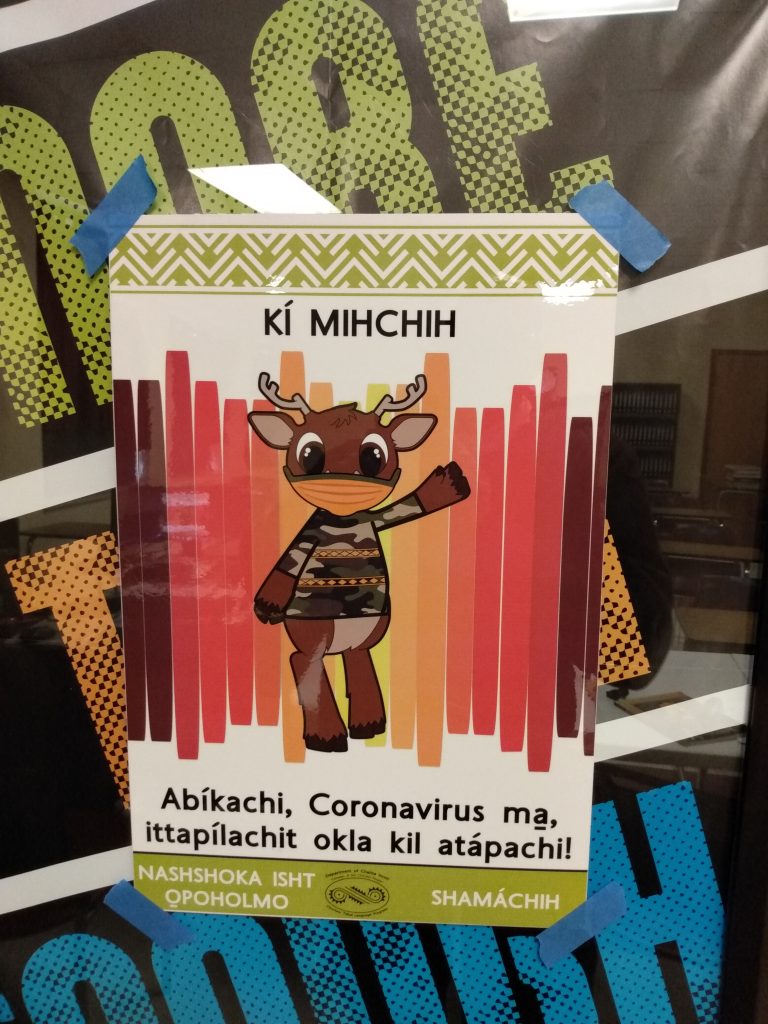 KÍ MIHCHIH
Abíkachi, Coronavirus ma̱,
ittapílachit okla kil atápachi!
NASHSHOKA ISHT
O̱POHOLMO
SHAMÁCHIH